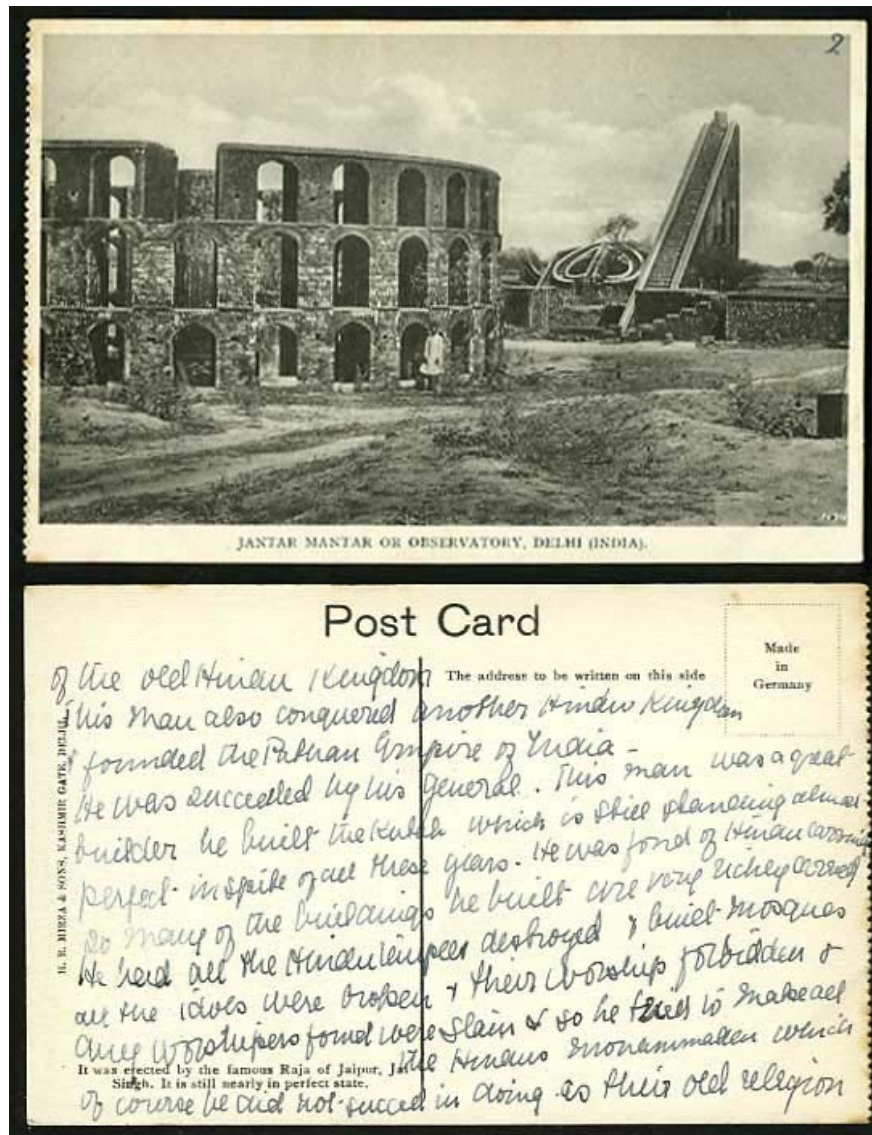 2
JANTAR MANTAR OR OBSERVATORY, DELHI (INDIA).
Post Card
Made
in
Germany
The address to be written on this side
H. R. MIRZA & SONS, KASHMIR GATE, DELHI.
of the old Hindu Kingdom
This man also conquered another Hindu Kingdom
& founded the Pathan Empire of India -
He was succeeded by his General. This man was a great
builder he built the Kutab which is still standing almost
perfect in spite of all these years. He was fond of Hindu carving
so many of the buildings he built are very richly carved
He had all the Hindu temples destroyed & built mosques
all the idols were broken & their worship forbidden &
any worshipers found were slain & so he tried to make all
the Hindus Mohammaden which
It was erected by the famous Raja of Jaipur, Jai
Singh. It is still nearly in perfect state.
of course he did not succeed in doing as their old religion